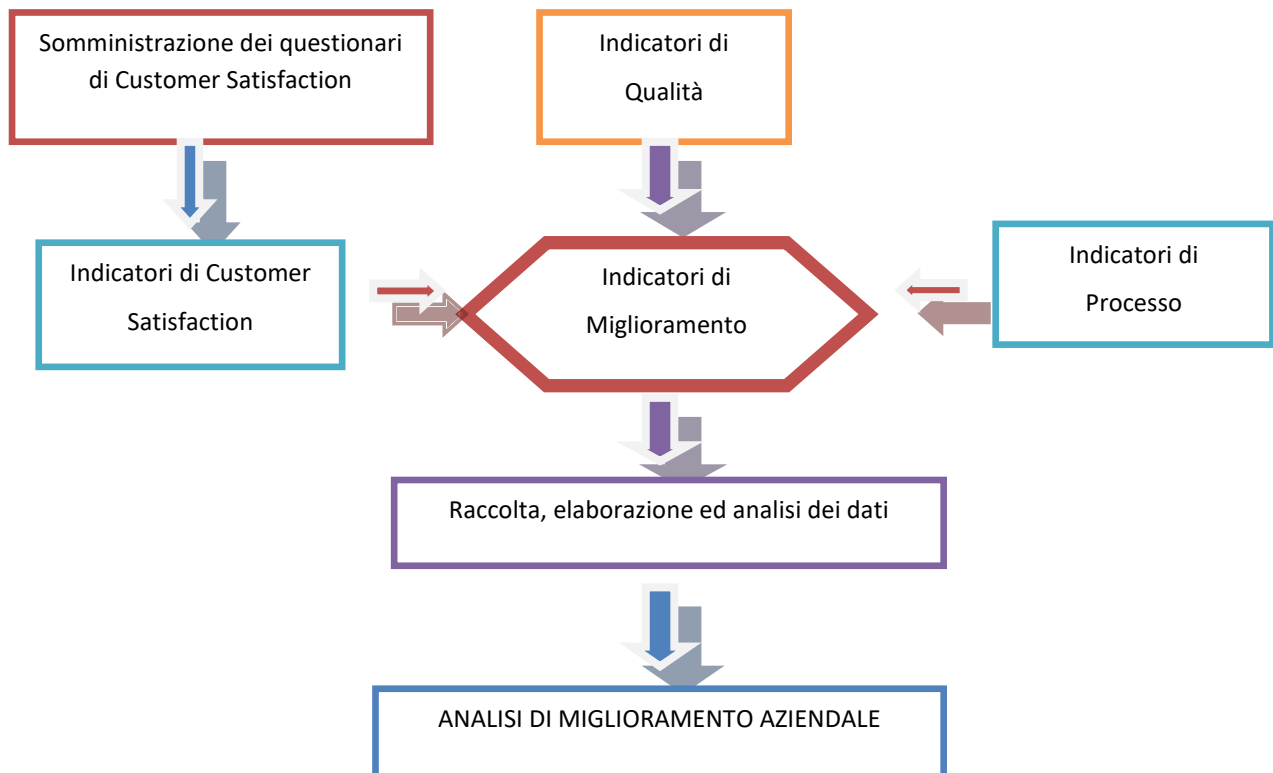 Somministrazione dei questionari
di Customer Satisfaction
Indicatori di
Qualità
Indicatori di Customer
Satisfaction
Indicatori di
Miglioramento
Indicatori di
Processo
Raccolta, elaborazione ed analisi dei dati
ANALISI DI MIGLIORAMENTO AZIENDALE